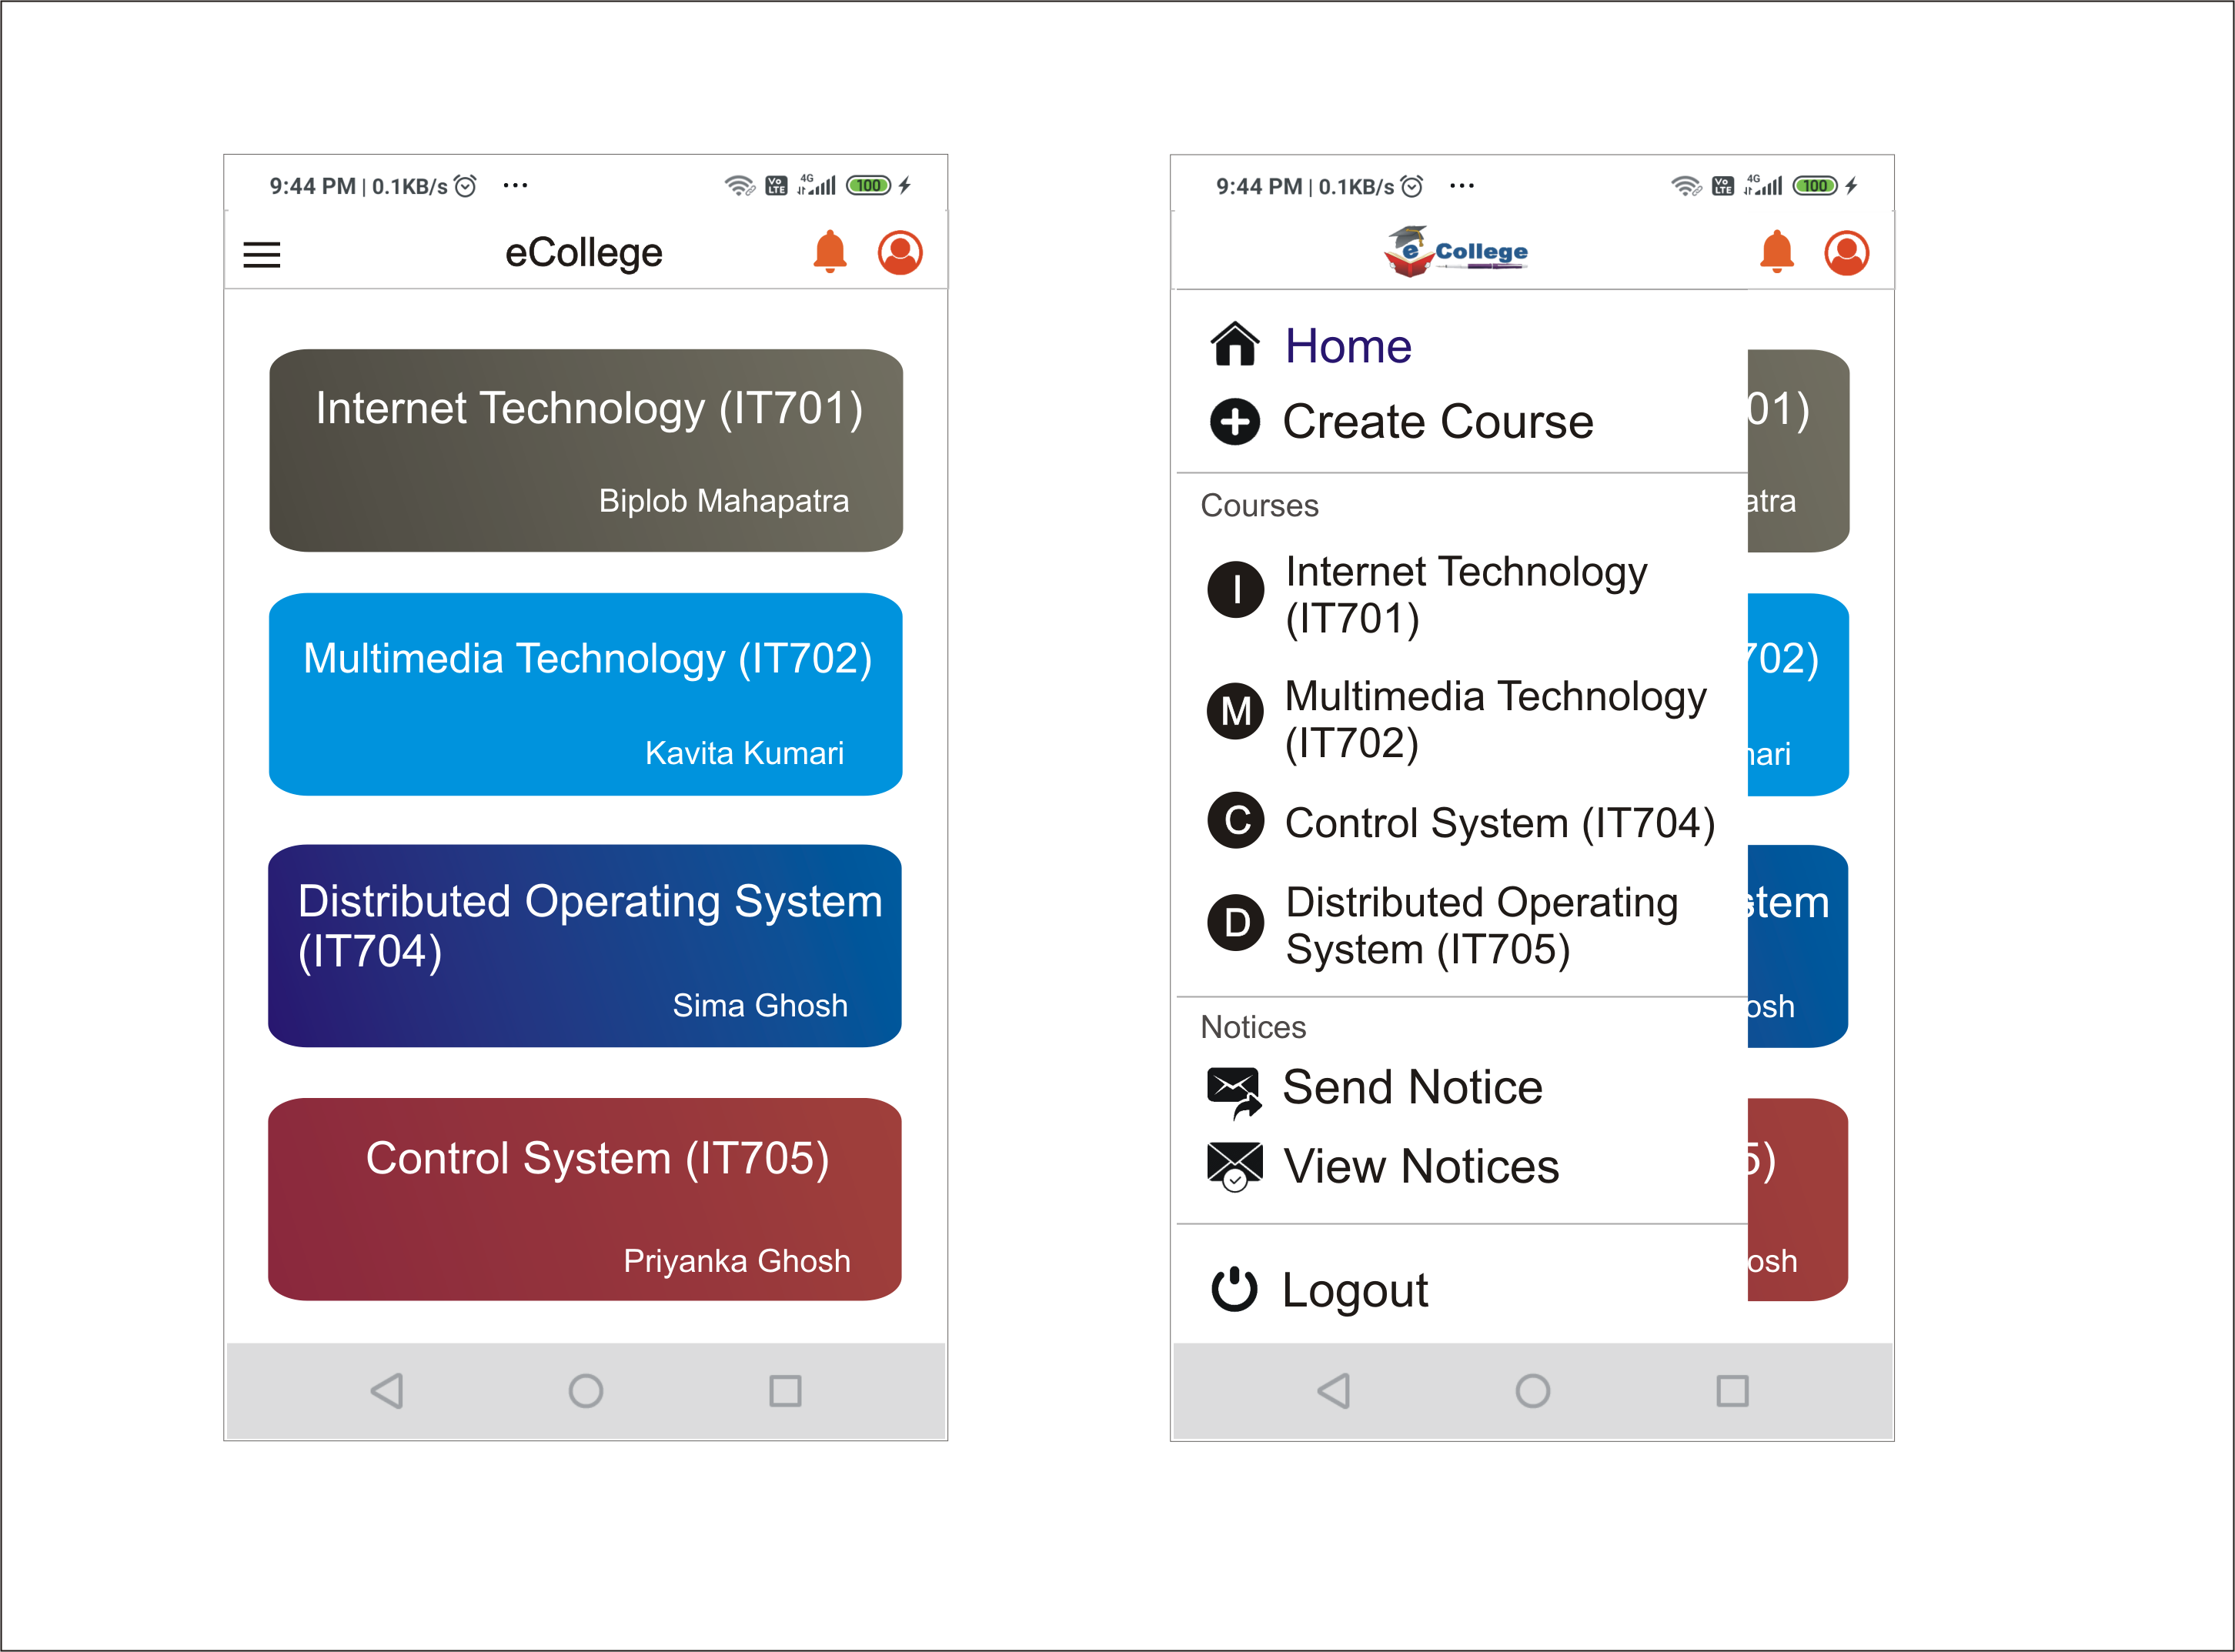 9:44 PM | 0.1KB/s
Vo LTE 4G 100
eCollege
Internet Technology (IT701)
Biplob Mahapatra
Multimedia Technology (IT702)
Kavita Kumari
Distributed Operating System
(IT704)
Sima Ghosh
Control System (IT705)
Priyanka Ghosh
9:44 PM | 0.1KB/s
Vo LTE 4G 100
e College
Home
Create Course
Courses
I Internet Technology
(IT701)
M Multimedia Technology
(IT702)
C Control System (IT704)
D Distributed Operating
System (IT705)
Notices
Send Notice
View Notices
Logout
01)
atra
702)
nari
stem
osh
5)
osh